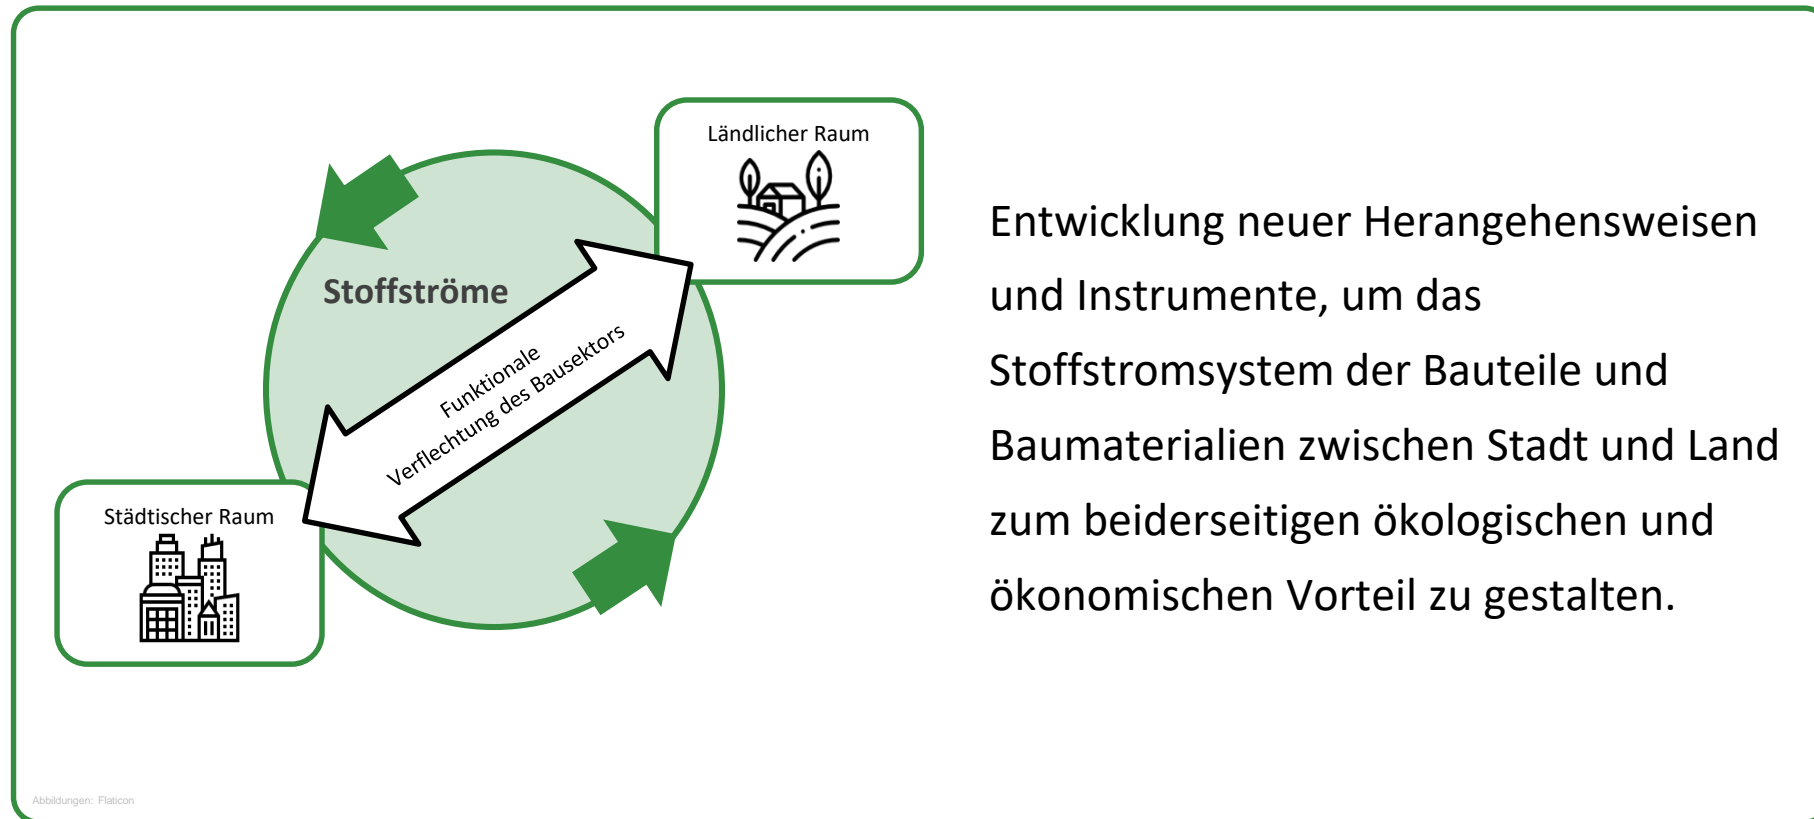 Ländlicher Raum
Stoffströme
Funktionale
Verflechtung des Bausektors
Städtischer Raum
Entwicklung neuer Herangehensweisen
und Instrumente, um das
Stoffstromsystem der Bauteile und
Baumaterialien zwischen Stadt und Land
zum beiderseitigen ökologischen und
ökonomischen Vorteil zu gestalten.
Abbildungen: Flaticon